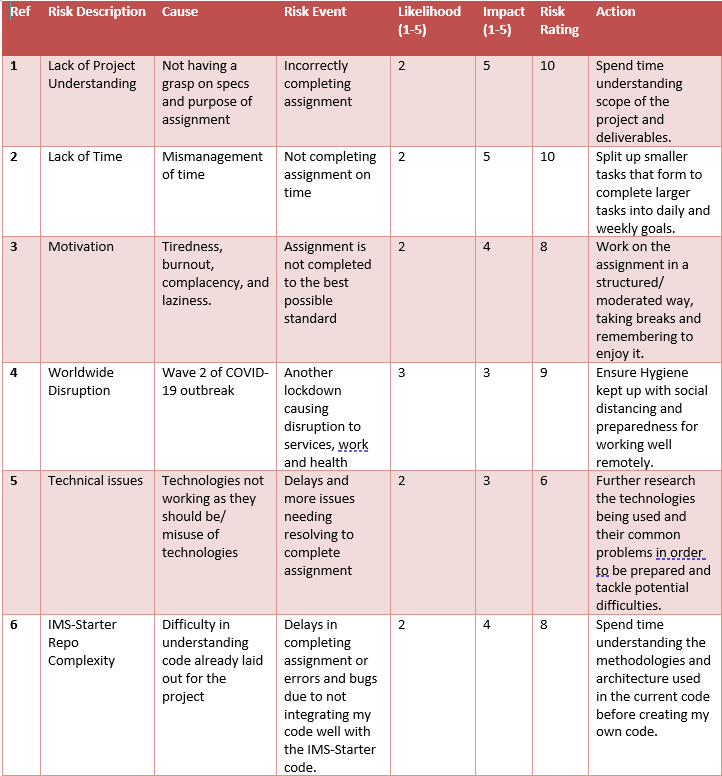 Ref Risk Description Cause Risk Event Likelihood (1-5) Impact (1-5) Risk Rating Action
1
Lack of Project
Understanding
Not having a
grasp on specs
and purpose of
assignment
Incorrectly
completing
assignment
2
5
10
Spend time
understanding
scope of the
project and
deliverables.
2
Lack of Time
Mismanagement
of time
Not completing
assignment on
time
2
5
10
Split up smaller
tasks that form to
complete larger
tasks into daily and
weekly goals.
3
Motivation
Tiredness,
burnout,
complacency, and
laziness.
Assignment is
not completed
to the best
possible
standard
2
4
8
Work on the
assignment in a
structured/
moderated way,
taking breaks and
remembering to
enjoy it.
4
Worldwide
Disruption
Wave 2 of COVID-
19 outbreak
Another
lockdown
causing
disruption to
services, work
and health
3
3
9
Ensure Hygiene
kept up with social
distancing and
preparedness for
working well
remotely.
5
Technical issues
Technologies not
working as they
should be/
misuse of
technologies
Delays and
more issues
needing
resolving to
complete
assignment
2
3
6
Further research
the technologies
being used and
their common
problems in order
to be prepared and
tackle potential
difficulties.
6
IMS-Starter
Repo
Complexity
Difficulty in
understanding
code already laid
out for the
project
Delays in
completing
assignment or
errors and bugs
due to not
integrating my
code well with
the IMS-Starter
code.
2
4
8
Spend time
understanding the
methodologies and
architecture used
in the current code
before creating my
own code.